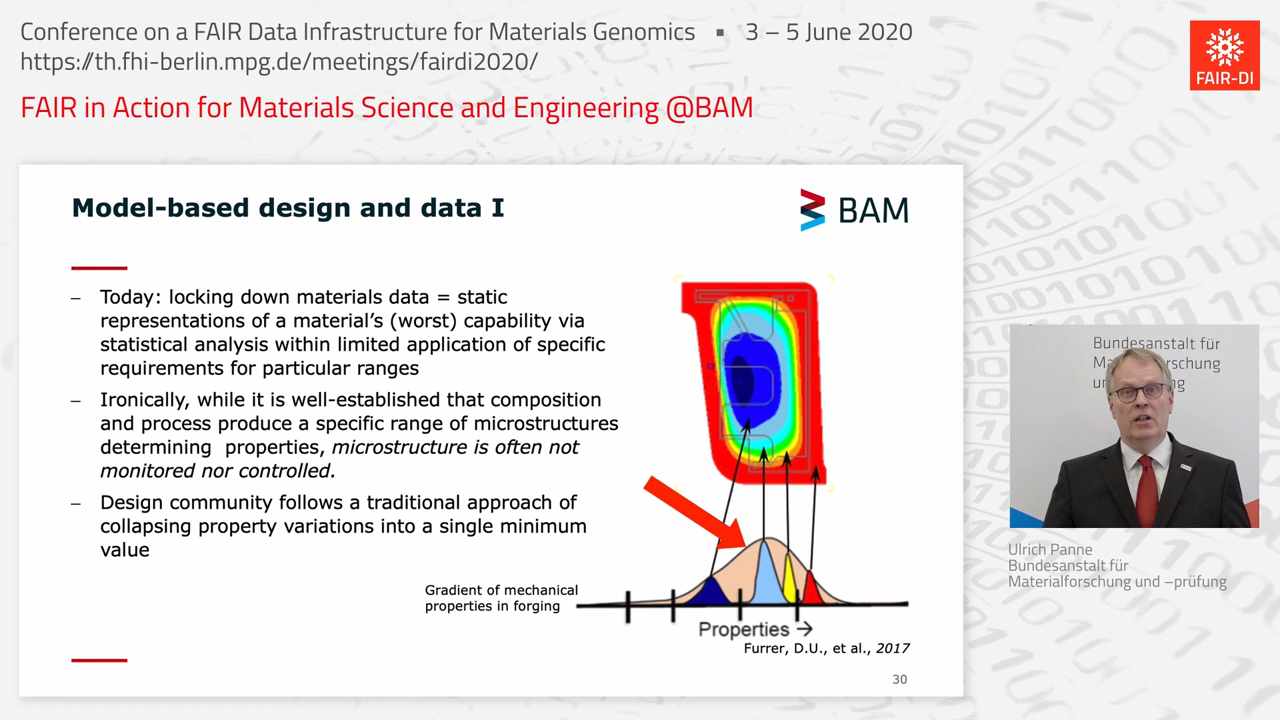 Conference on a FAIR Data Infrastructure for Materials Genomics ▪ 3 – 5 June 2020
https://th.fhi-berlin.mpg.de/meetings/fairdi2020/
FAIR-DI
FAIR in Action for Materials Science and Engineering @BAM
Model-based design and data I
BAM
– Today: locking down materials data = static
representations of a material's (worst) capability via
statistical analysis within limited application of specific
requirements for particular ranges
– Ironically, while it is well-established that composition
and process produce a specific range of microstructures
determining properties, microstructure is often not
monitored nor controlled.
– Design community follows a traditional approach of
collapsing property variations into a single minimum
value
Gradient of mechanical
properties in forging
Properties →
Furrer, D.U., et al., 2017
30
Bundesanstalt für
Ulrich Panne
Bundesanstalt für
Materialforschung und –prüfung